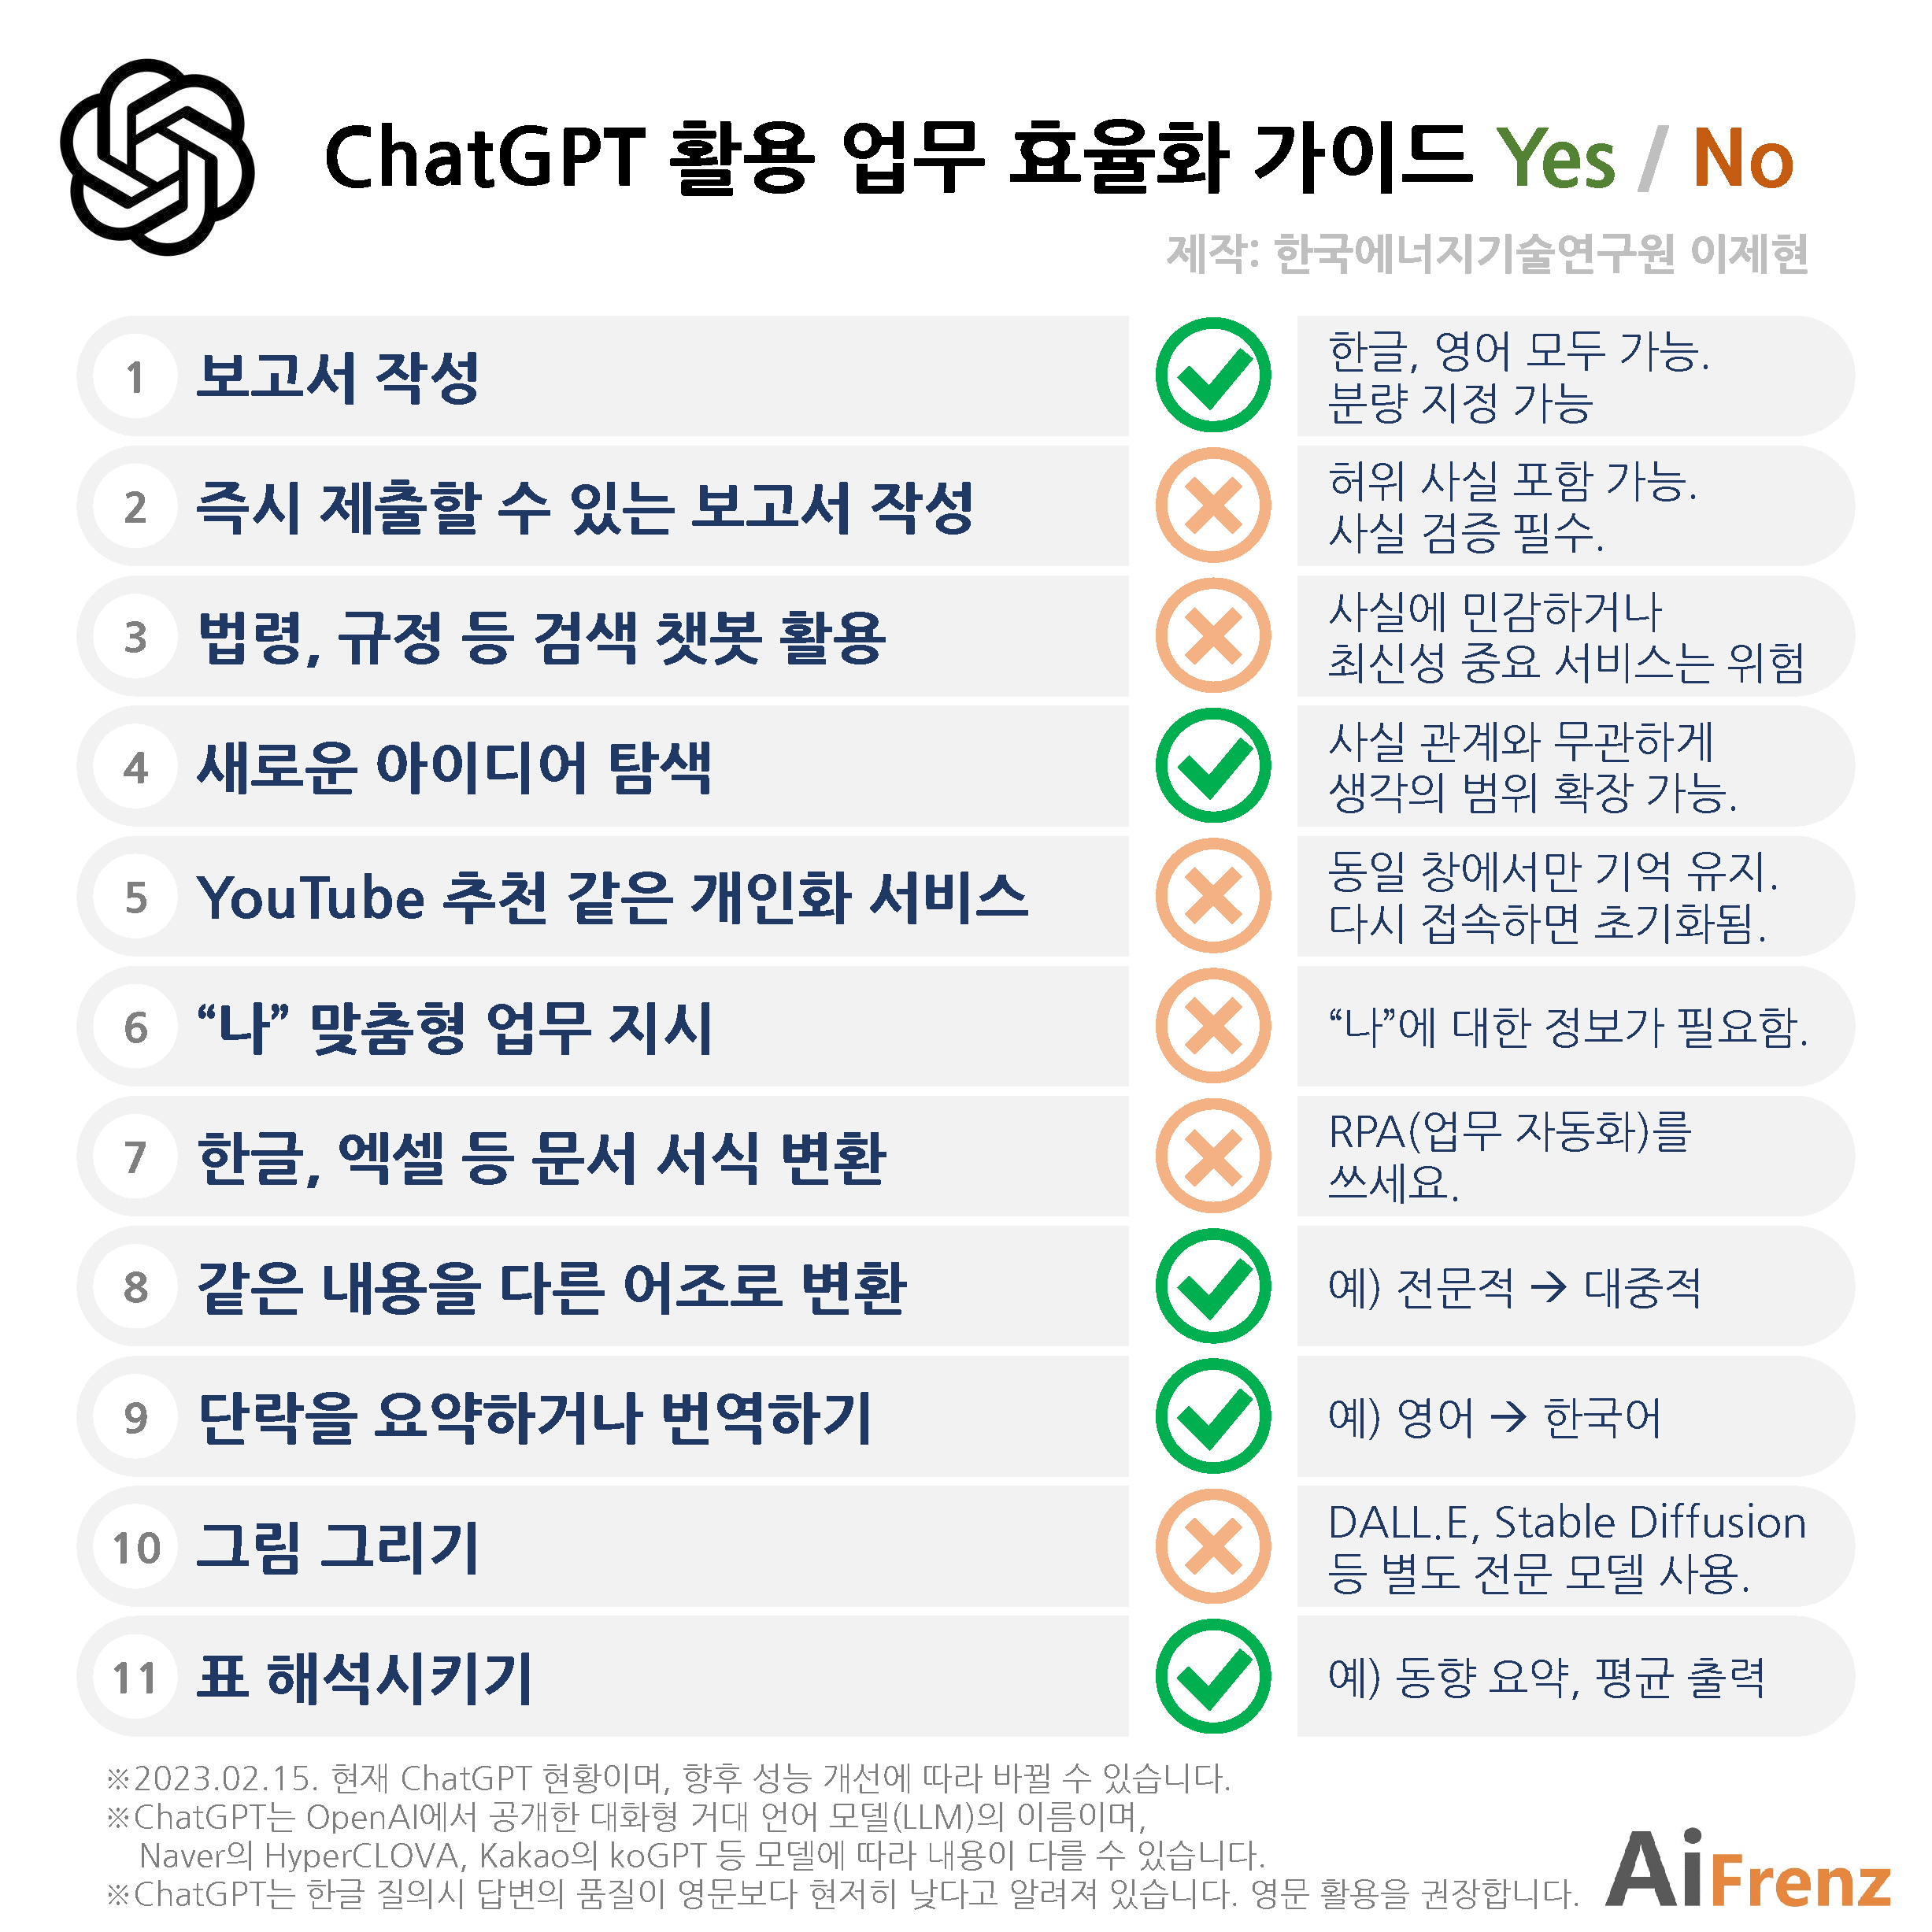 ChatGPT 활용 업무 효율화 가이드 Yes / No
제작: 한국에너지기술연구원 이제현
1 보고서 작성
한글, 영어 모두 가능.
분량 지정 가능
2 즉시 제출할 수 있는 보고서 작성
허위 사실 포함 가능.
사실 검증 필수.
3 법령, 규정 등 검색 챗봇 활용
사실에 민감하거나
최신성 중요 서비스는 위험
4 새로운 아이디어 탐색
사실 관계와 무관하게
생각의 범위 확장 가능.
5 YouTube 추천 같은 개인화 서비스
동일 창에서만 기억 유지.
다시 접속하면 초기화됨.
6 “나” 맞춤형 업무 지시
“나”에 대한 정보가 필요함.
7 한글, 엑셀 등 문서 서식 변환
RPA(업무 자동화)를
쓰세요.
8 같은 내용을 다른 어조로 변환
예) 전문적 → 대중적
9 단락을 요약하거나 번역하기
예) 영어 → 한국어
10 그림 그리기
DALL.E, Stable Diffusion
등 별도 전문 모델 사용.
11 표 해석시키기
예) 동향 요약, 평균 출력
※2023.02.15. 현재 ChatGPT 현황이며, 향후 성능 개선에 따라 바뀔 수 있습니다.
※ChatGPT는 OpenAI에서 공개한 대화형 거대 언어 모델(LLM)의 이름이며,
Naver의 HyperCLOVA, Kakao의 koGPT 등 모델에 따라 내용이 다를 수 있습니다.
※ChatGPT는 한글 질의시 답변의 품질이 영문보다 현저히 낮다고 알려져 있습니다. 영문 활용을 권장합니다.
AiFrenz